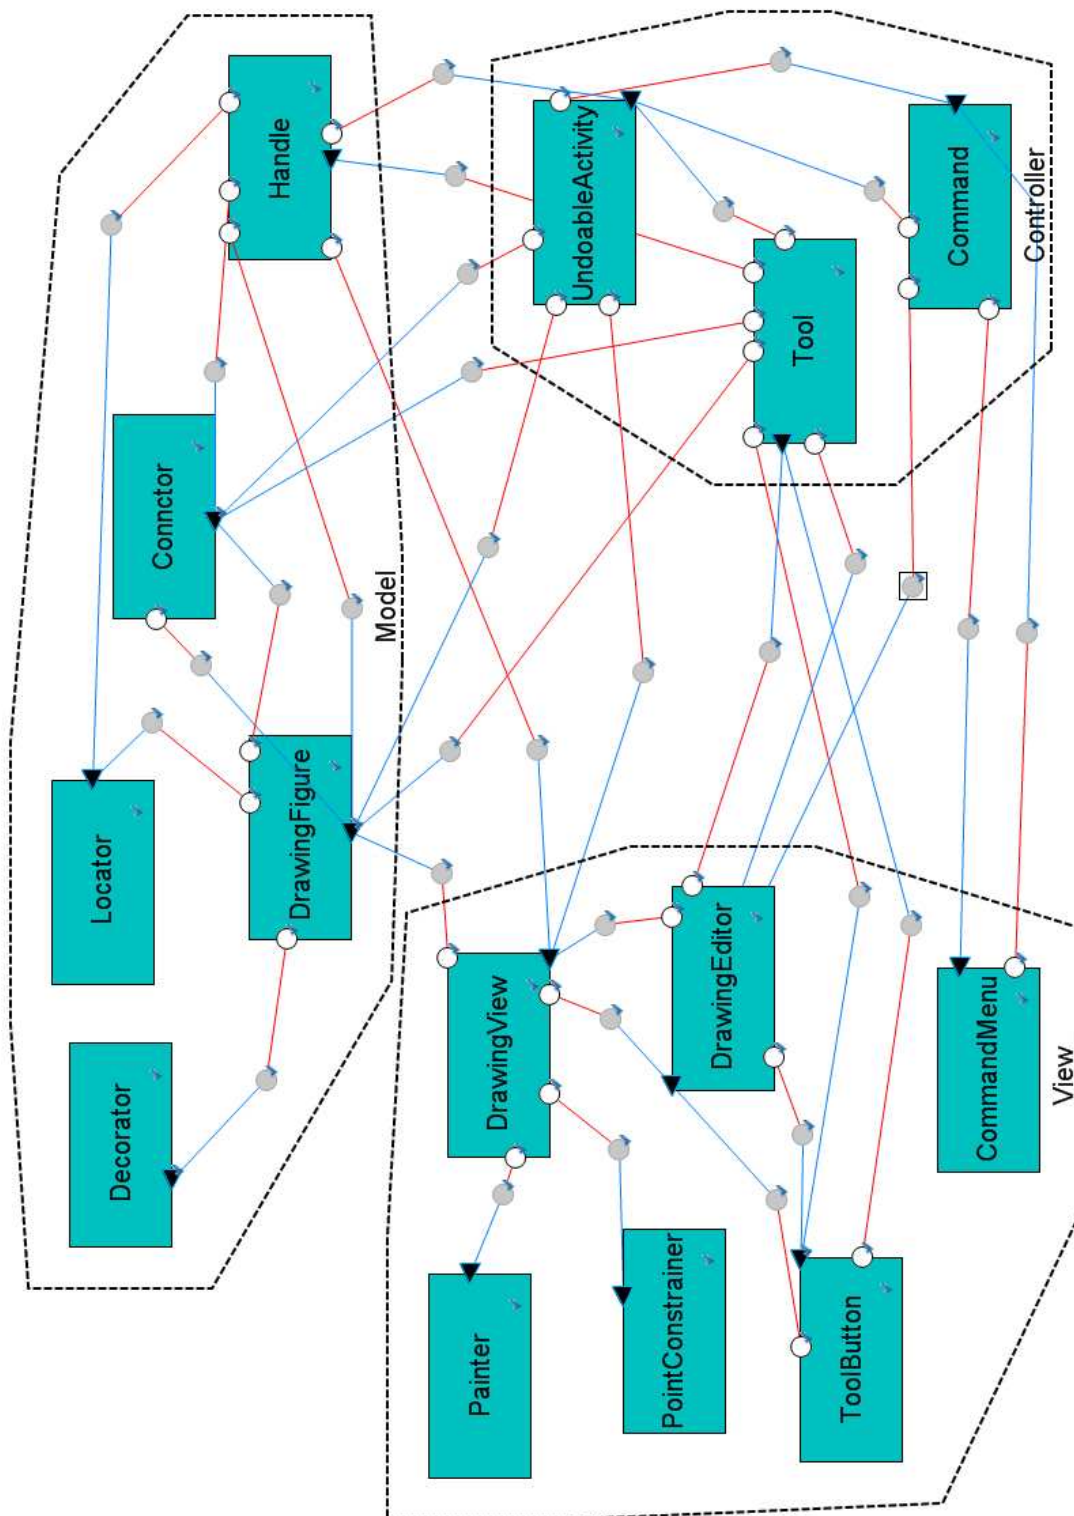 Handle
UndoableActivity
Command
Controller
Tool
Connctor
Model
Locator
DrawingFigure
Decorator
DrawingView
DrawingEditor
CommandMenu
View
Painter
PointConstrainer
ToolButton